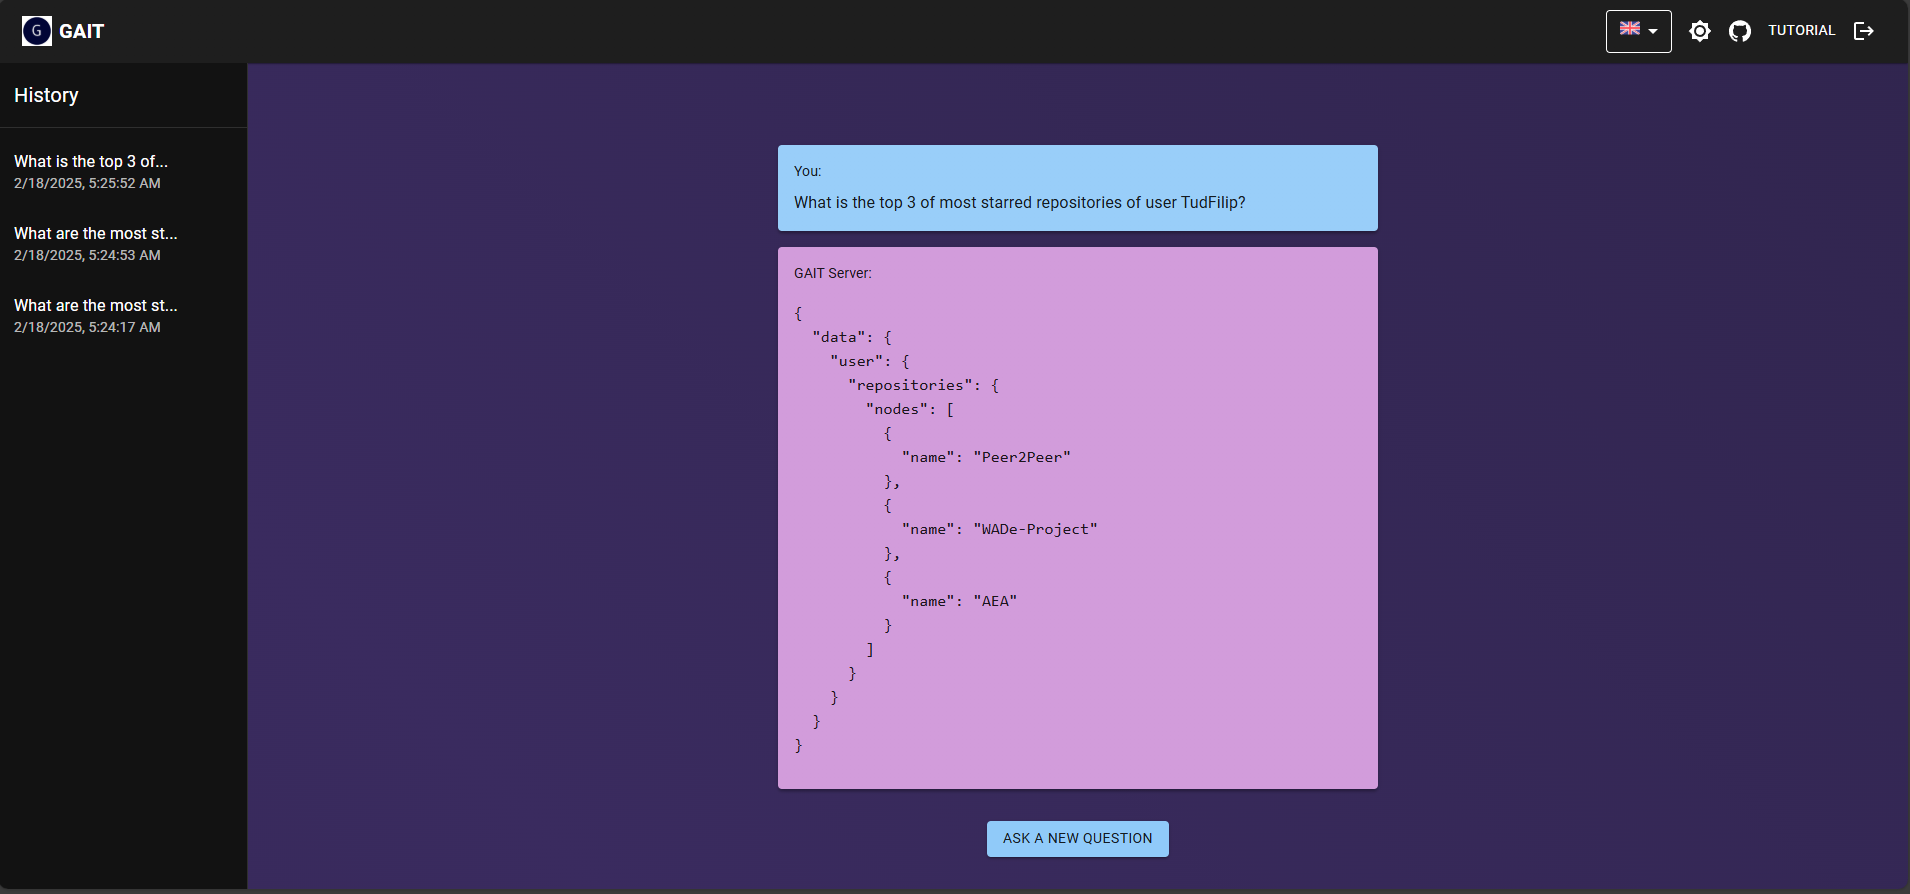 G GAIT
TUTORIAL
History
What is the top 3 of...
2/18/2025, 5:25:52 AM
What are the most st...
2/18/2025, 5:24:53 AM
What are the most st...
2/18/2025, 5:24:17 AM
You:
What is the top 3 of most starred repositories of user TudFilip?
GAIT Server:
{
  "data": {
    "user": {
      "repositories": {
        "nodes": [
          {
            "name": "Peer2Peer"
          },
          {
            "name": "WADe-Project"
          },
          {
            "name": "AEA"
          }
        ]
      }
    }
  }
}
ASK A NEW QUESTION